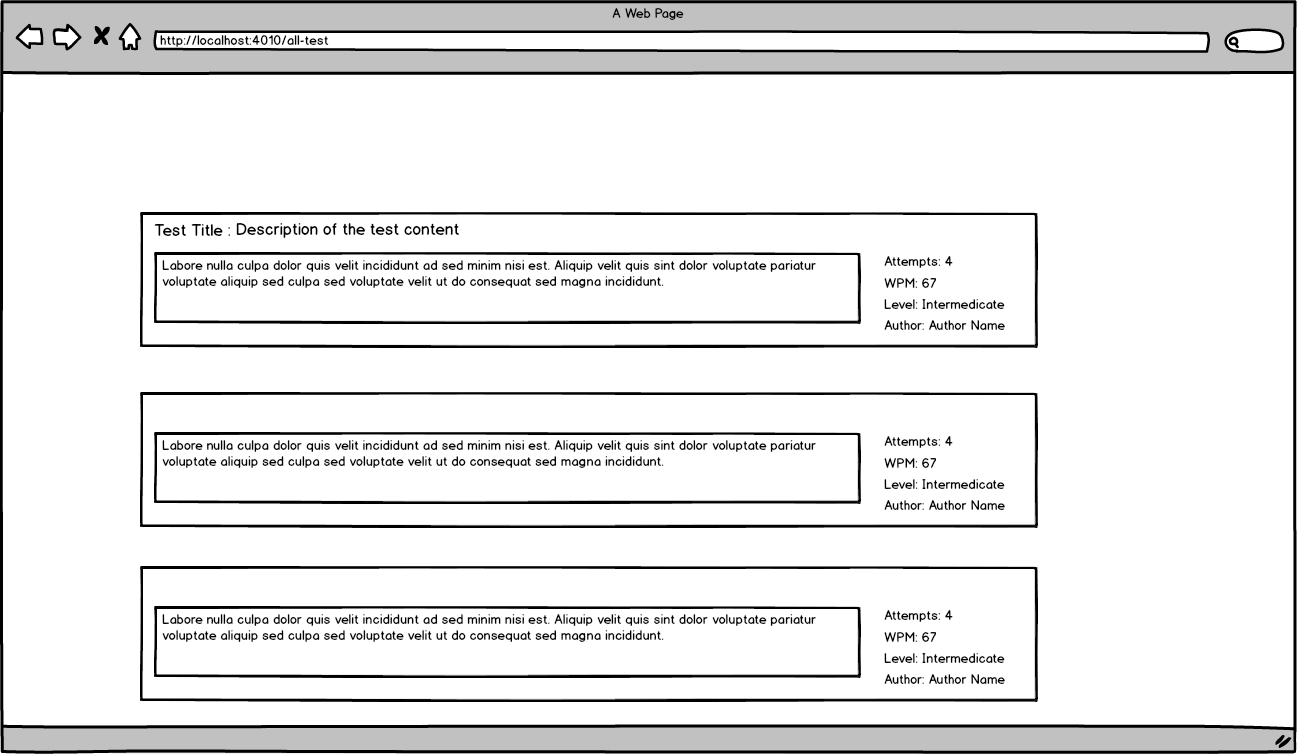 A Web Page
http://localhost:4010/all-test
Test Title : Description of the test content
Labore nulla culpa dolor quis velit incididunt ad sed minim nisi est. Aliquip velit quis sint dolor voluptate pariatur
voluptate aliquip sed culpa sed voluptate velit ut do consequat sed magna incididunt.
Attempts: 4
WPM: 67
Level: Intermedicate
Author: Author Name
Labore nulla culpa dolor quis velit incididunt ad sed minim nisi est. Aliquip velit quis sint dolor voluptate pariatur
voluptate aliquip sed culpa sed voluptate velit ut do consequat sed magna incididunt.
Attempts: 4
WPM: 67
Level: Intermedicate
Author: Author Name
Labore nulla culpa dolor quis velit incididunt ad sed minim nisi est. Aliquip velit quis sint dolor voluptate pariatur
voluptate aliquip sed culpa sed voluptate velit ut do consequat sed magna incididunt.
Attempts: 4
WPM: 67
Level: Intermedicate
Author: Author Name